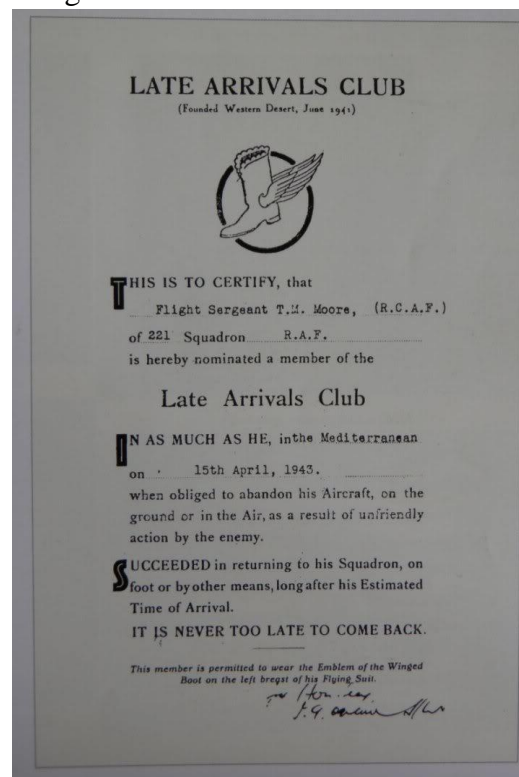 LATE ARRIVALS CLUB
(Founded Western Desert, June 1941)
THIS IS TO CERTIFY, that
Flight Sergeant T.M. Moore, (R.C.A.F.)
of 221 Squadron R.A.F.
is hereby nominated a member of the
Late Arrivals Club
IN AS MUCH AS HE, inthe Mediterranean
on 15th April, 1943.
when obliged to abandon his Aircraft, on the
ground or in the Air, as a result of unfriendly
action by the enemy.
SUCCEEDED in returning to his Squadron, on
foot or by other means, long after his Estimated
Time of Arrival.
IT IS NEVER TOO LATE TO COME BACK.
This member is permitted to wear the Emblem of the Winged
Boot on the left breast of his Flying Suit.